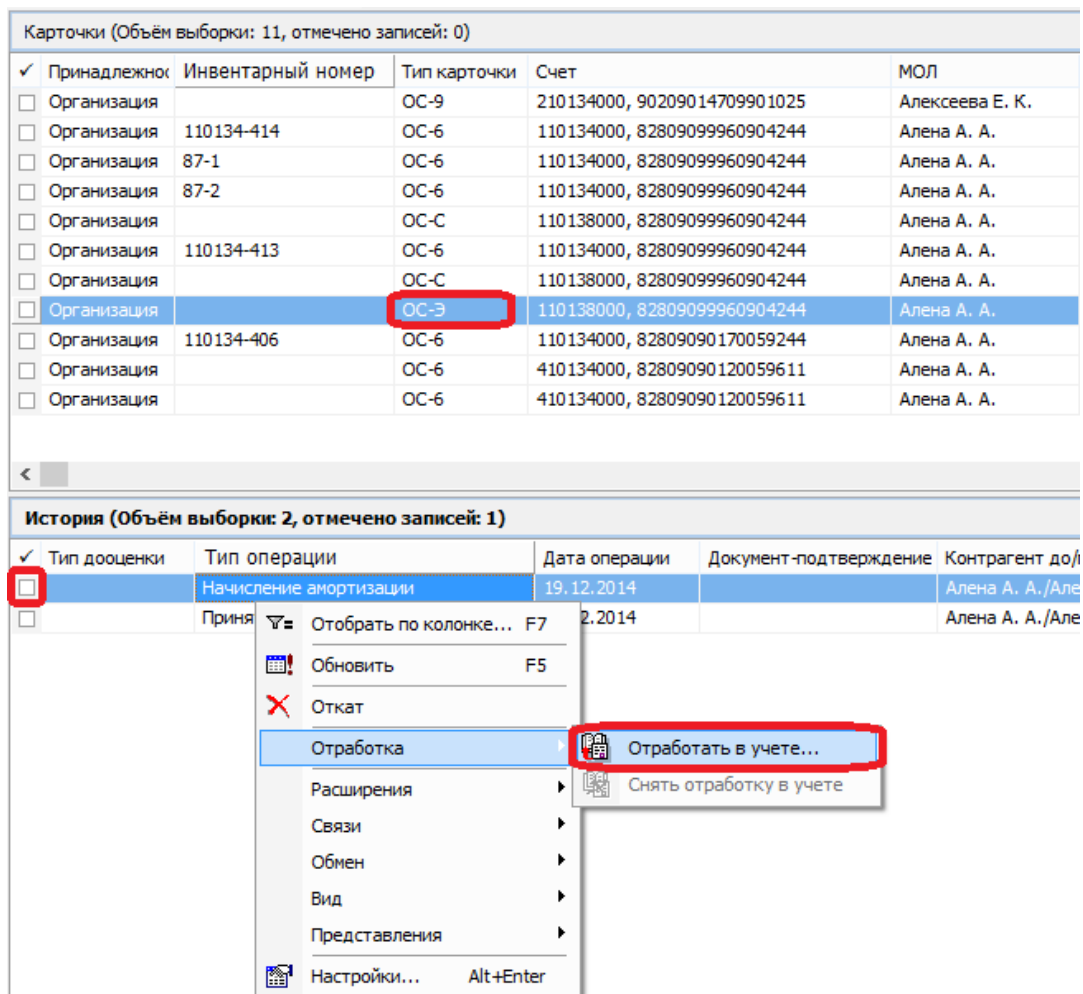 Карточки (Объём выборки: 11, отмечено записей: 0)
✓ Принадлежнос Инвентарный номер Тип карточки Счет МОЛ
Организация ОС-9 210134000, 90209014709901025 Алексеева Е. К.
Организация 110134-414 ОС-6 110134000, 82809099960904244 Алена А. А.
Организация 87-1 ОС-6 110134000, 82809099960904244 Алена А. А.
Организация 87-2 ОС-6 110134000, 82809099960904244 Алена А. А.
Организация ОС-С 110138000, 82809099960904244 Алена А. А.
Организация 110134-413 ОС-6 110134000, 82809099960904244 Алена А. А.
Организация ОС-С 110138000, 82809099960904244 Алена А. А.
Организация ОС-Э 110138000, 82809099960904244 Алена А. А.
Организация 110134-406 ОС-6 110134000, 82809090170059244 Алена А. А.
Организация ОС-6 410134000, 82809090120059611 Алена А. А.
Организация ОС-6 410134000, 82809090120059611 Алена А. А.
История (Объём выборки: 2, отмечено записей: 1)
✓ Тип дооценки Тип операции Дата операции Документ-подтверждение Контрагент до/
Начисление амортизации 19.12.2014 Алена А. А./Але
Приня 2.2014 Алена А. А./Але
Отобрать по колонке... F7
Обновить F5
Откат
Отработка
Отработать в учете...
Расширения
Снять отработку в учете
Связи
Обмен
Вид
Представления
Настройки... Alt+Enter